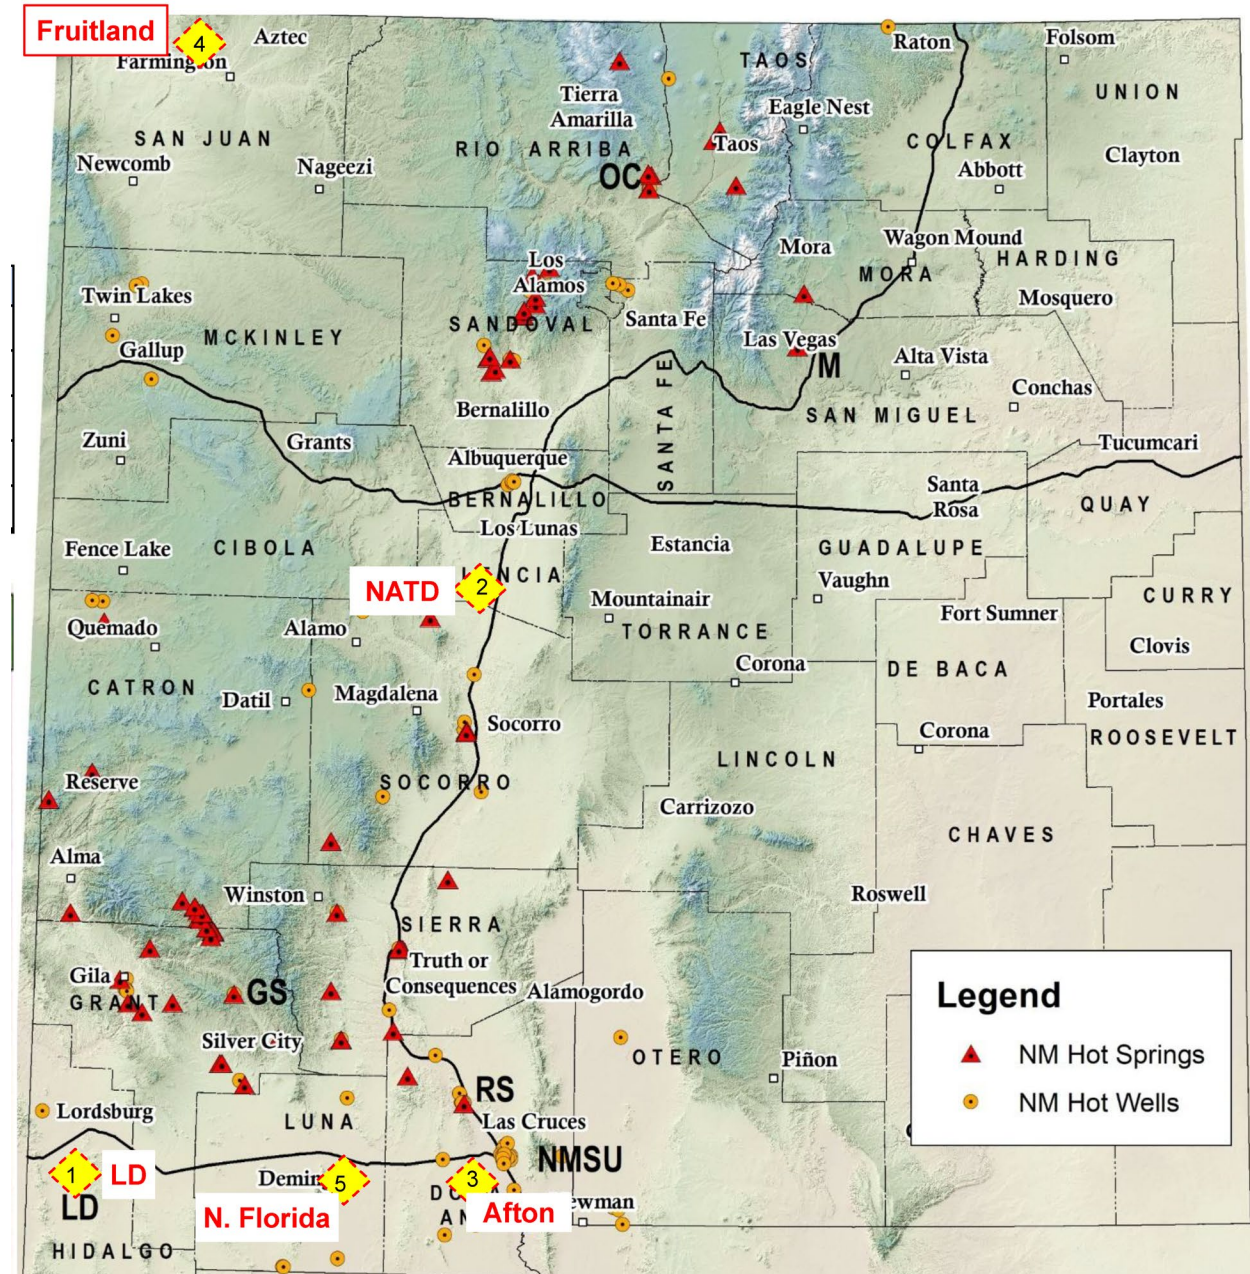 Fruitland
4
Aztec
Farmington
Raton
Folsom
TAOS
UNION
Tierra
Amarilla
Eagle Nest
SAN JUAN
RIO ARRIBA
Taos
COLFAX
Clayton
Newcomb
Nageezi
OC
Abbott
Mora
Wagon Mound
MORA
HARDING
Los
Alamos
Twin Lakes
Mosquero
SANDOVAL
Santa Fe
MCKINLEY
Gallup
Las Vegas
M
Alta Vista
Conchas
Bernalillo
SANTA FE
SAN MIGUEL
Zuni
Grants
Tucumcari
Albuquerque
BERNALILLO
Santa
Rosa
QUAY
Los Lunas
Fence Lake
CIBOLA
Estancia
GUADALUPE
NATD
2
ENCIA
Vaughn
Mountainair
Fort Sumner
CURRY
Quemado
Alamo
TORRANCE
Clovis
Corona
DE BACA
CATRON
Datil
Magdalena
Portales
Socorro
Corona
ROOSEVELT
LINCOLN
Reserve
SOCORRO
Carrizozo
CHAVES
Alma
Winston
Roswell
SIERRA
Truth or
Consequences
Gila
GRANT
GS
Alamogordo
Legend
NM Hot Springs
NM Hot Wells
Silver City
OTERO
Piñon
RS
Lordsburg
LUNA
Las Cruces
NMSU
1
LD
Demin
5
3
DO
AN
Afton
ewman
LD
N. Florida
HIDALGO